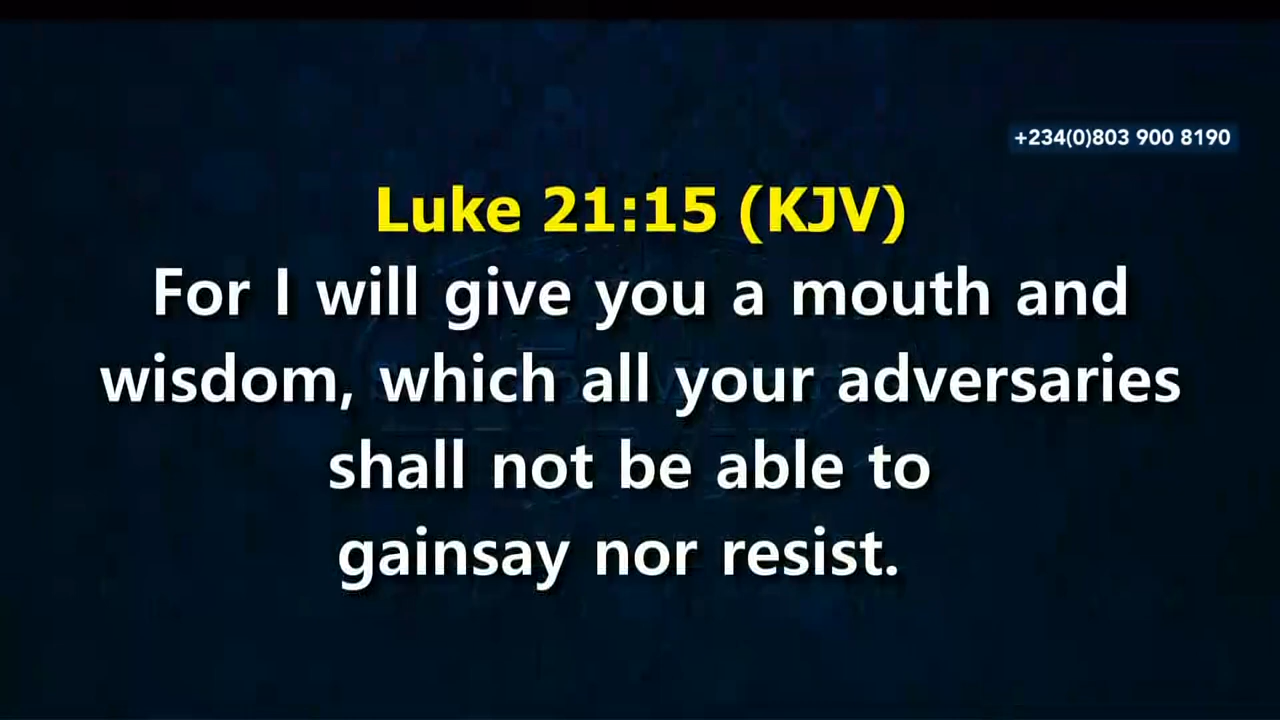 +234(0)803 900 8190
Luke 21:15 (KJV)
For I will give you a mouth and
wisdom, which all your adversaries
shall not be able to
gainsay nor resist.